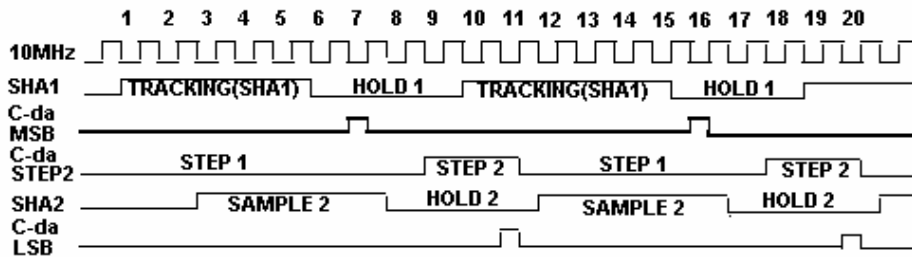 1 2 3 4 5 6 7 8 9 10 11 12 13 14 15 16 17 18 19 20
10MHz
SHA1 TRACKING(SHA1) HOLD 1 TRACKING(SHA1) HOLD 1
C-da
MSB
C-da
STEP2 STEP 1 STEP 2 STEP 1 STEP 2
SHA2 SAMPLE 2 HOLD 2 SAMPLE 2 HOLD 2
C-da
LSB